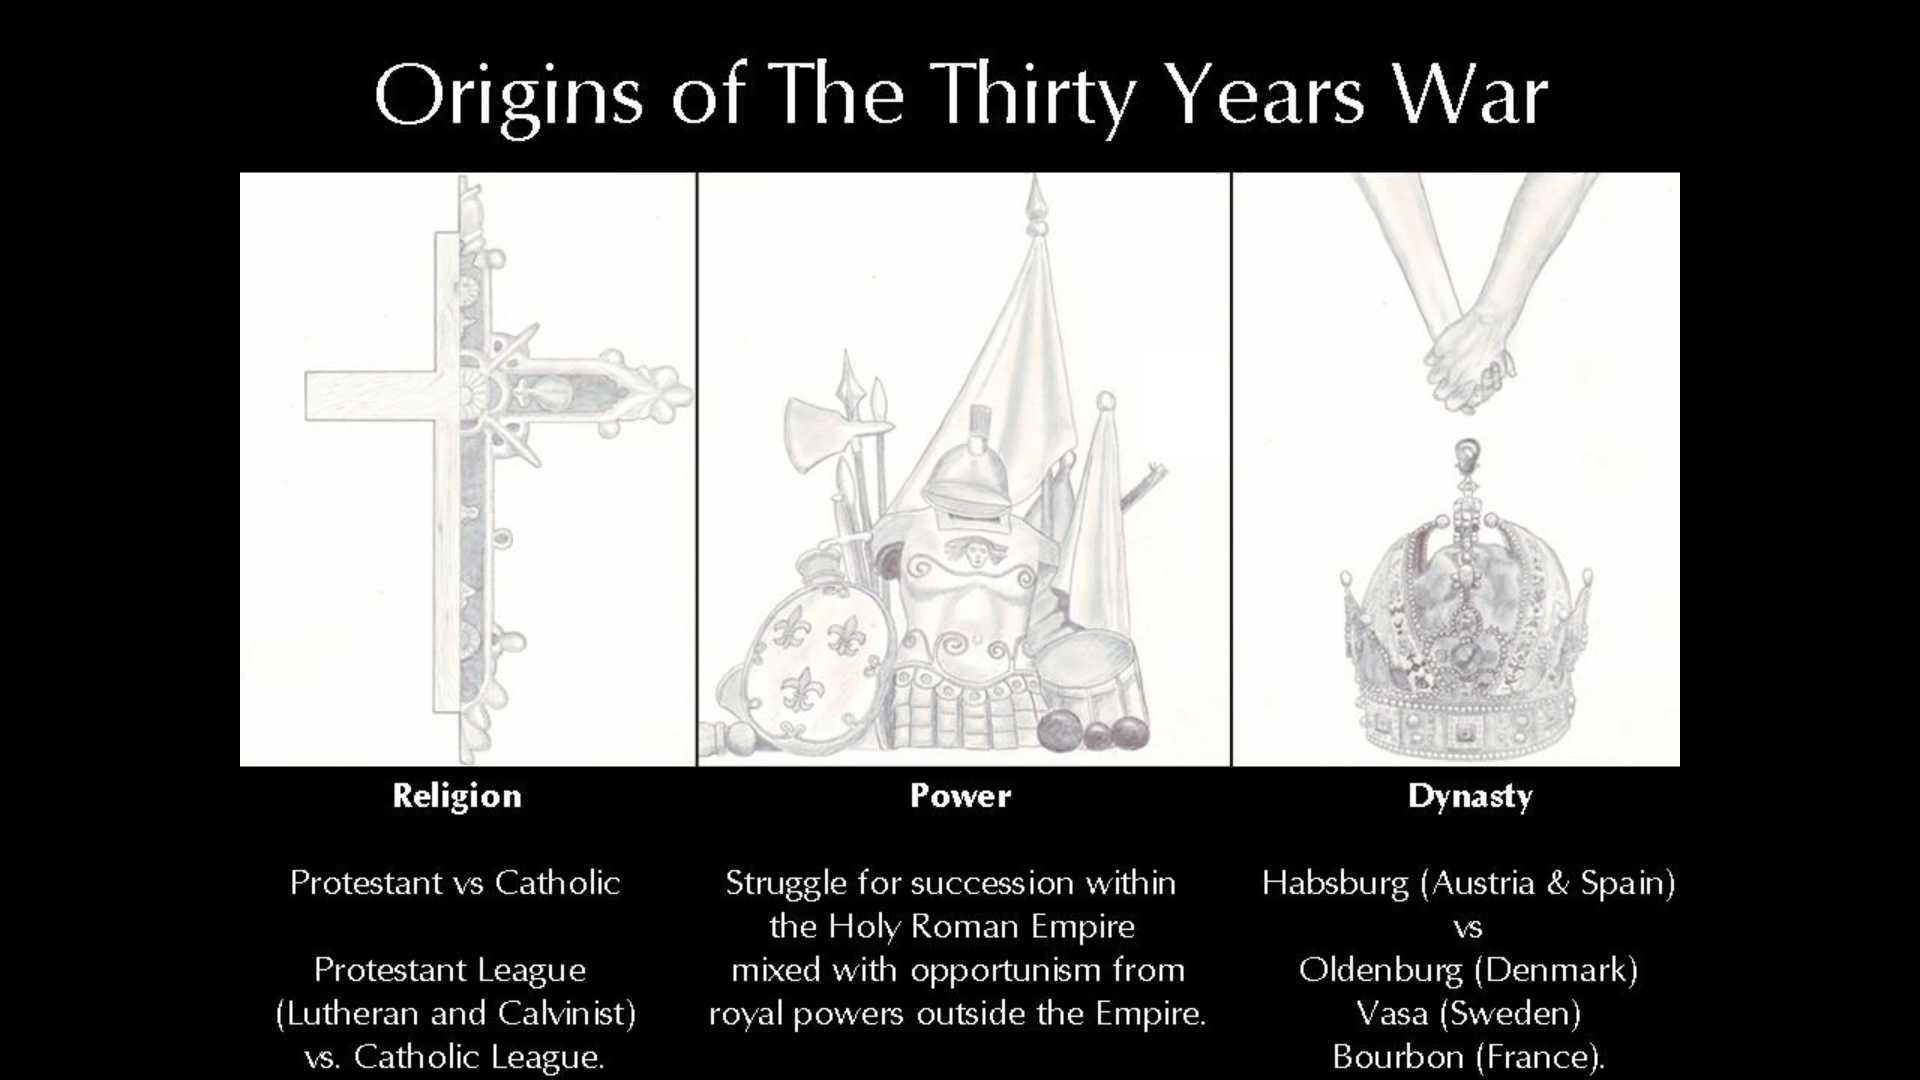 Origins of The Thirty Years War
Religion
Protestant vs Catholic
Protestant League
(Lutheran and Calvinist)
vs. Catholic League.
Power
Struggle for succession within
the Holy Roman Empire
mixed with opportunism from
royal powers outside the Empire.
Dynasty
Habsburg (Austria & Spain)
vs
Oldenburg (Denmark)
Vasa (Sweden)
Bourbon (France).